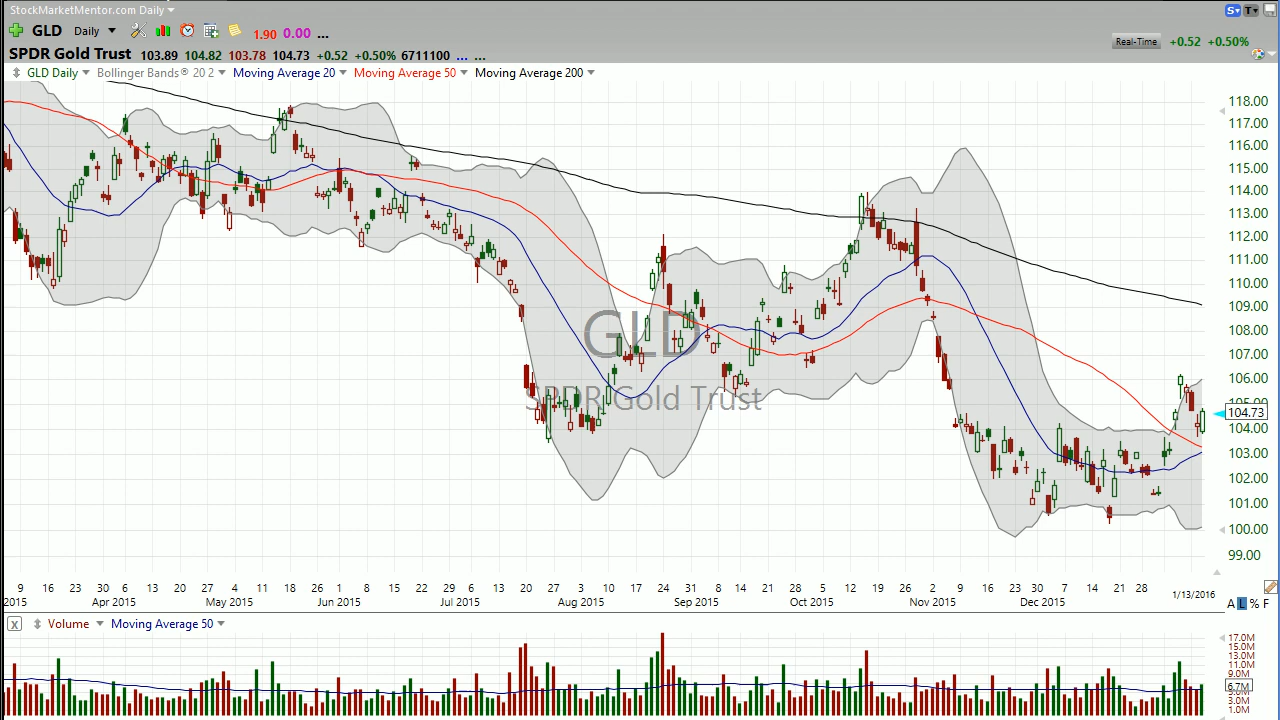 StockMarketMentor.com Daily
S T
GLD Daily 1.90 0.00 ...
Real-Time +0.52 +0.50%
SPDR Gold Trust 103.89 104.82 103.78 104.73 +0.52 +0.50% 6711100 ... ...
GLD Daily Bollinger Bands® 20 2 Moving Average 20 Moving Average 50 Moving Average 200
118.00
117.00
116.00
115.00
114.00
113.00
112.00
111.00
110.00
109.00
108.00
107.00
106.00
105.00
104.73
104.00
103.00
102.00
101.00
100.00
99.00
GLD
SPDR Gold Trust
9 16 23 30 6 13 20 27 4 11 18 26 1 8 15 22 29 6 13 20 27 3 10 17 24 31 8 14 21 28 5 12 19 26 2 9 16 23 30 7 14 21 28
2015 Apr 2015 May 2015 Jun 2015 Jul 2015 Aug 2015 Sep 2015 Oct 2015 Nov 2015 Dec 2015 1/13/2016
A L % F
X Volume Moving Average 50
17.0M
15.0M
13.0M
11.0M
9.0M
6.7M
5.0M
3.0M
1.0M